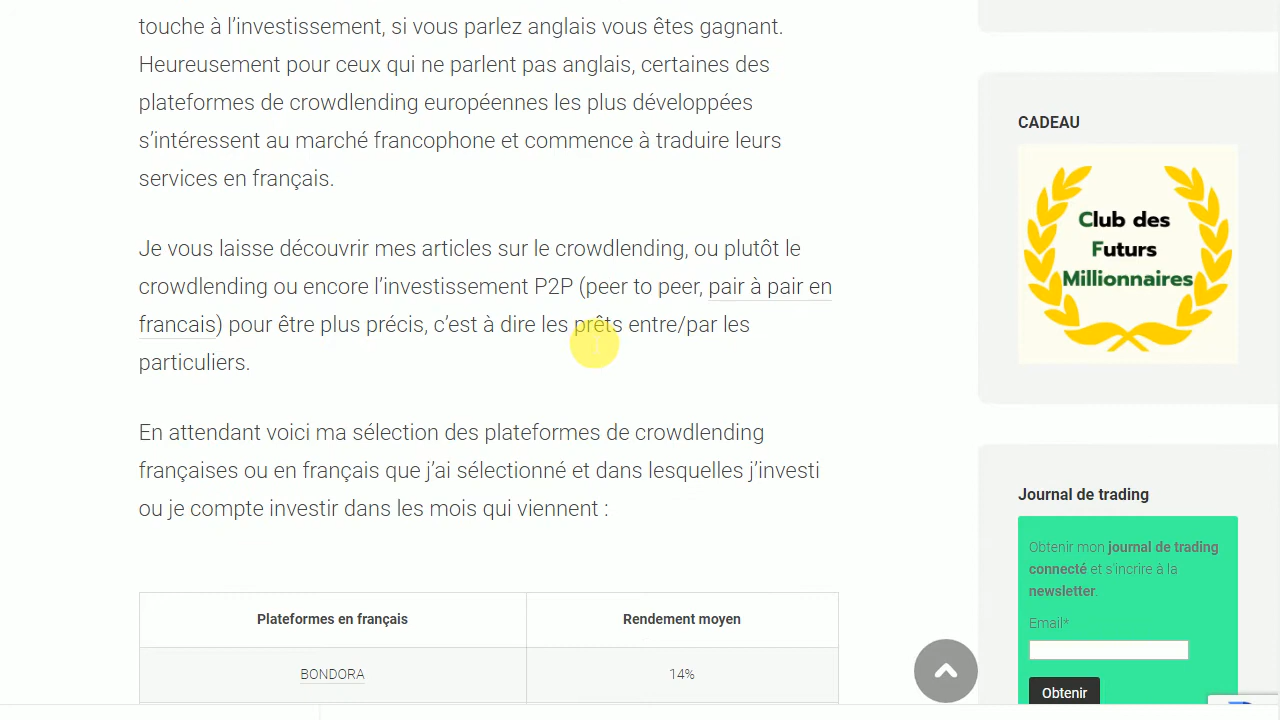 touche à l’investissement, si vous parlez anglais vous êtes gagnant.
Heureusement pour ceux qui ne parlent pas anglais, certaines des
plateformes de crowdlending européennes les plus développées
s’intéressent au marché francophone et commence à traduire leurs
services en français.
Je vous laisse découvrir mes articles sur le crowdlending, ou plutôt le
crowdlending ou encore l’investissement P2P (peer to peer, pair à pair en
francais) pour être plus précis, c’est à dire les prêts entre/par les
particuliers.
En attendant voici ma sélection des plateformes de crowdlending
françaises ou en français que j’ai sélectionné et dans lesquelles j’investi
ou je compte investir dans les mois qui viennent :
Plateformes en français
Rendement moyen
BONDORA
14%
CADEAU
Club des
Futurs
Millionnaires
Journal de trading
Obtenir mon journal de trading
connecté et s'incrire à la
newsletter.
Email*
Obtenir